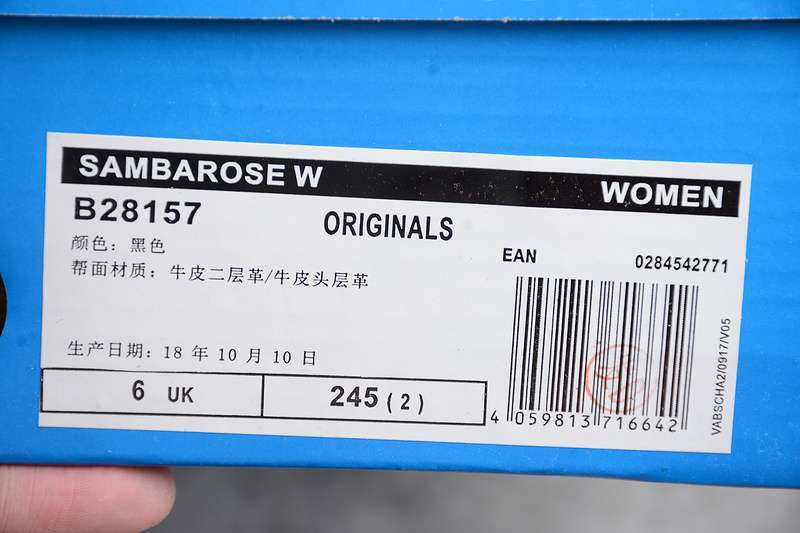 SAMBAROSE W
WOMEN
B28157
ORIGINALS
颜色：黑色
EAN 0284542771
帮面材质：牛皮二层革/牛皮头层革
生产日期：18 年 10 月 10 日
6 UK
245 (2)
4 059813 716642
VABSCHA2/0917/V05